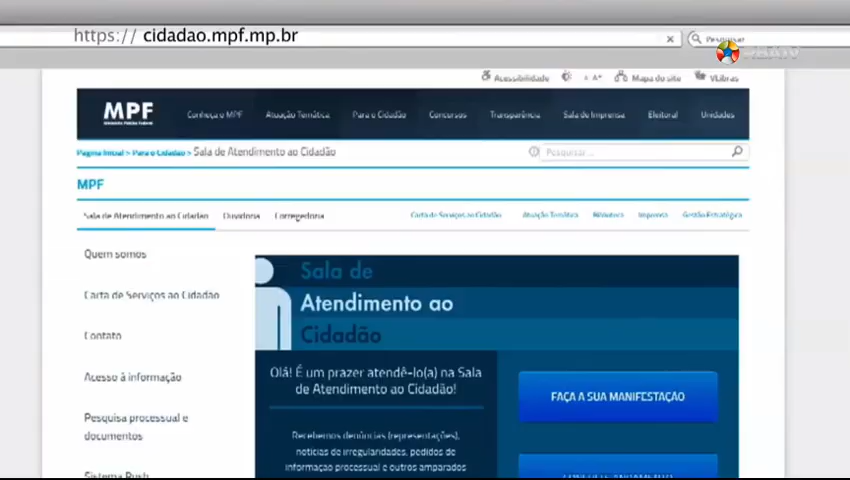 https:// cidadao.mpf.mp.br
Pesquisar
Acessibilidade
A A+
Mapa do site
VLibras
MPF
Ministério Público Federal
Conheça o MPF
Atuação Temática
Para o Cidadão
Concursos
Transparência
Sala de Imprensa
Eleitoral
Unidades
Página Inicial > Para o Cidadão > Sala de Atendimento ao Cidadão
Pesquisar ...
MPF
Sala de Atendimento ao Cidadão
Ouvidoria
Corregedoria
Carta de Serviços ao Cidadão
Atuação Temática
Biblioteca
Imprensa
Gestão Estratégica
Quem somos
Carta de Serviços ao Cidadão
Contato
Acesso à informação
Pesquisa processual e
documentos
Sistema Push
Sala de
Atendimento ao
Cidadão
Olá! É um prazer atendê-lo(a) na Sala
de Atendimento ao Cidadão!
Recebemos denúncias (representações),
notícias de irregularidades, pedidos de
informação processual e outros amparados
FAÇA A SUA MANIFESTAÇÃO